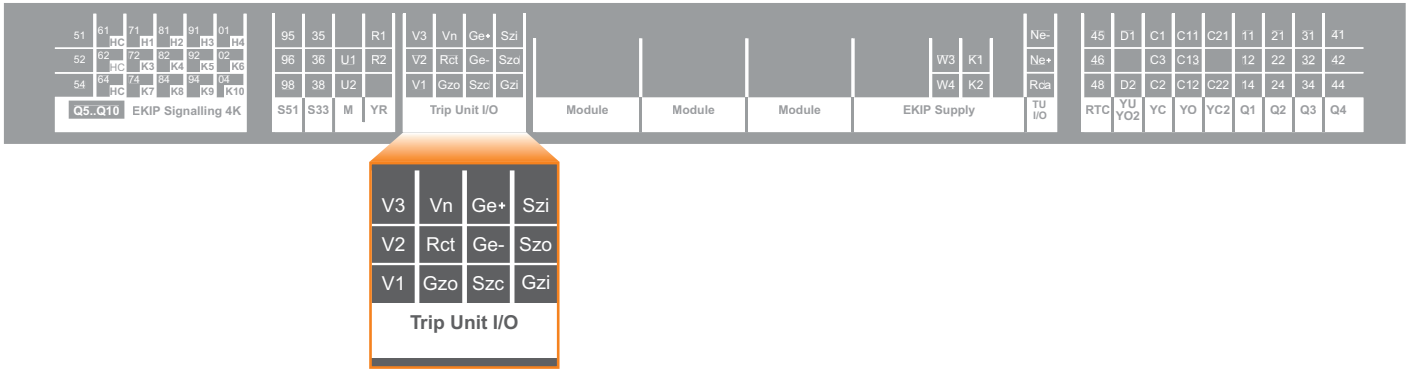 61 71 81 91 01
51 HC H1 H2 H3 H4
62 72 82 92 02
52 HC K3 K4 K5 K6
64 74 84 94 04
54 HC K7 K8 K9 K10
Q5..Q10 EKIP Signalling 4K
95 35 R1
96 36 U1 R2
98 38 U2
S51 S33 M YR
V3 Vn Ge+ Szi
V2 Rct Ge- Szo
V1 Gzo Szc Gzi
Trip Unit I/O
Module
Module
Module
W3 K1
W4 K2
EKIP Supply
Ne-
Ne+
Rca
TU
I/O
45 D1 C1 C11 C21 11 21 31 41
46 C3 C13 12 22 32 42
48 D2 C2 C12 C22 14 24 34 44
RTC YU YC YO YC2 Q1 Q2 Q3 Q4
YO2
V3 Vn Ge+ Szi
V2 Rct Ge- Szo
V1 Gzo Szc Gzi
Trip Unit I/O